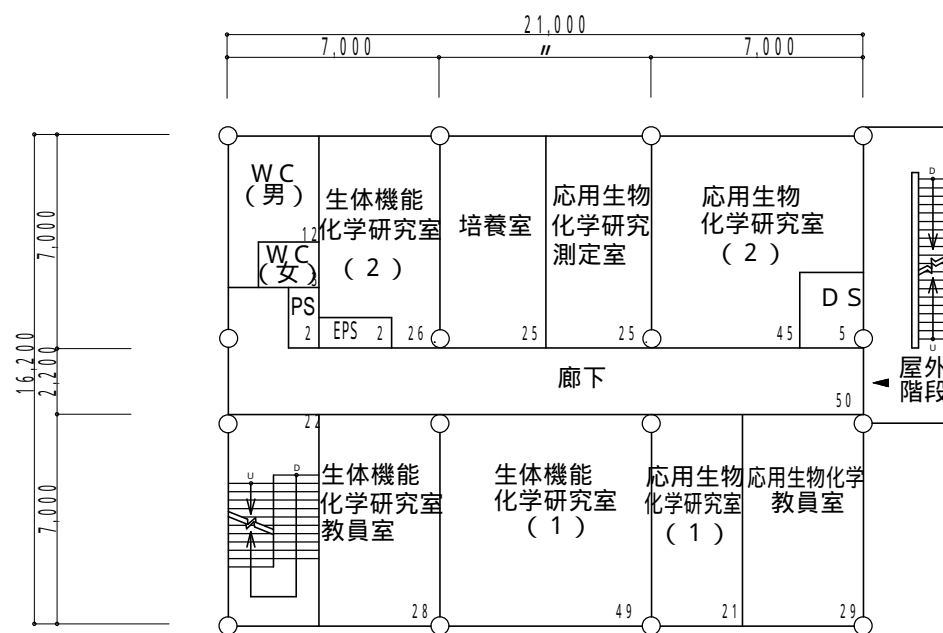 21,000
7,000
〃
7,000
16,200
7,000
2,200
7,000
WC
(男)
12
WC
(女)
3
PS
2
生体機能
化学研究室
(2)
EPS 2
26
培養室
25
応用生物
化学研究
測定室
25
応用生物
化学研究室
(2)
45
DS
5
D
U
屋外
階段
廊下
50
22
U
D
生体機能
化学研究室
教員室
28
生体機能
化学研究室
(1)
49
応用生物
化学研究室
(1)
21
応用生物化学
教員室
29